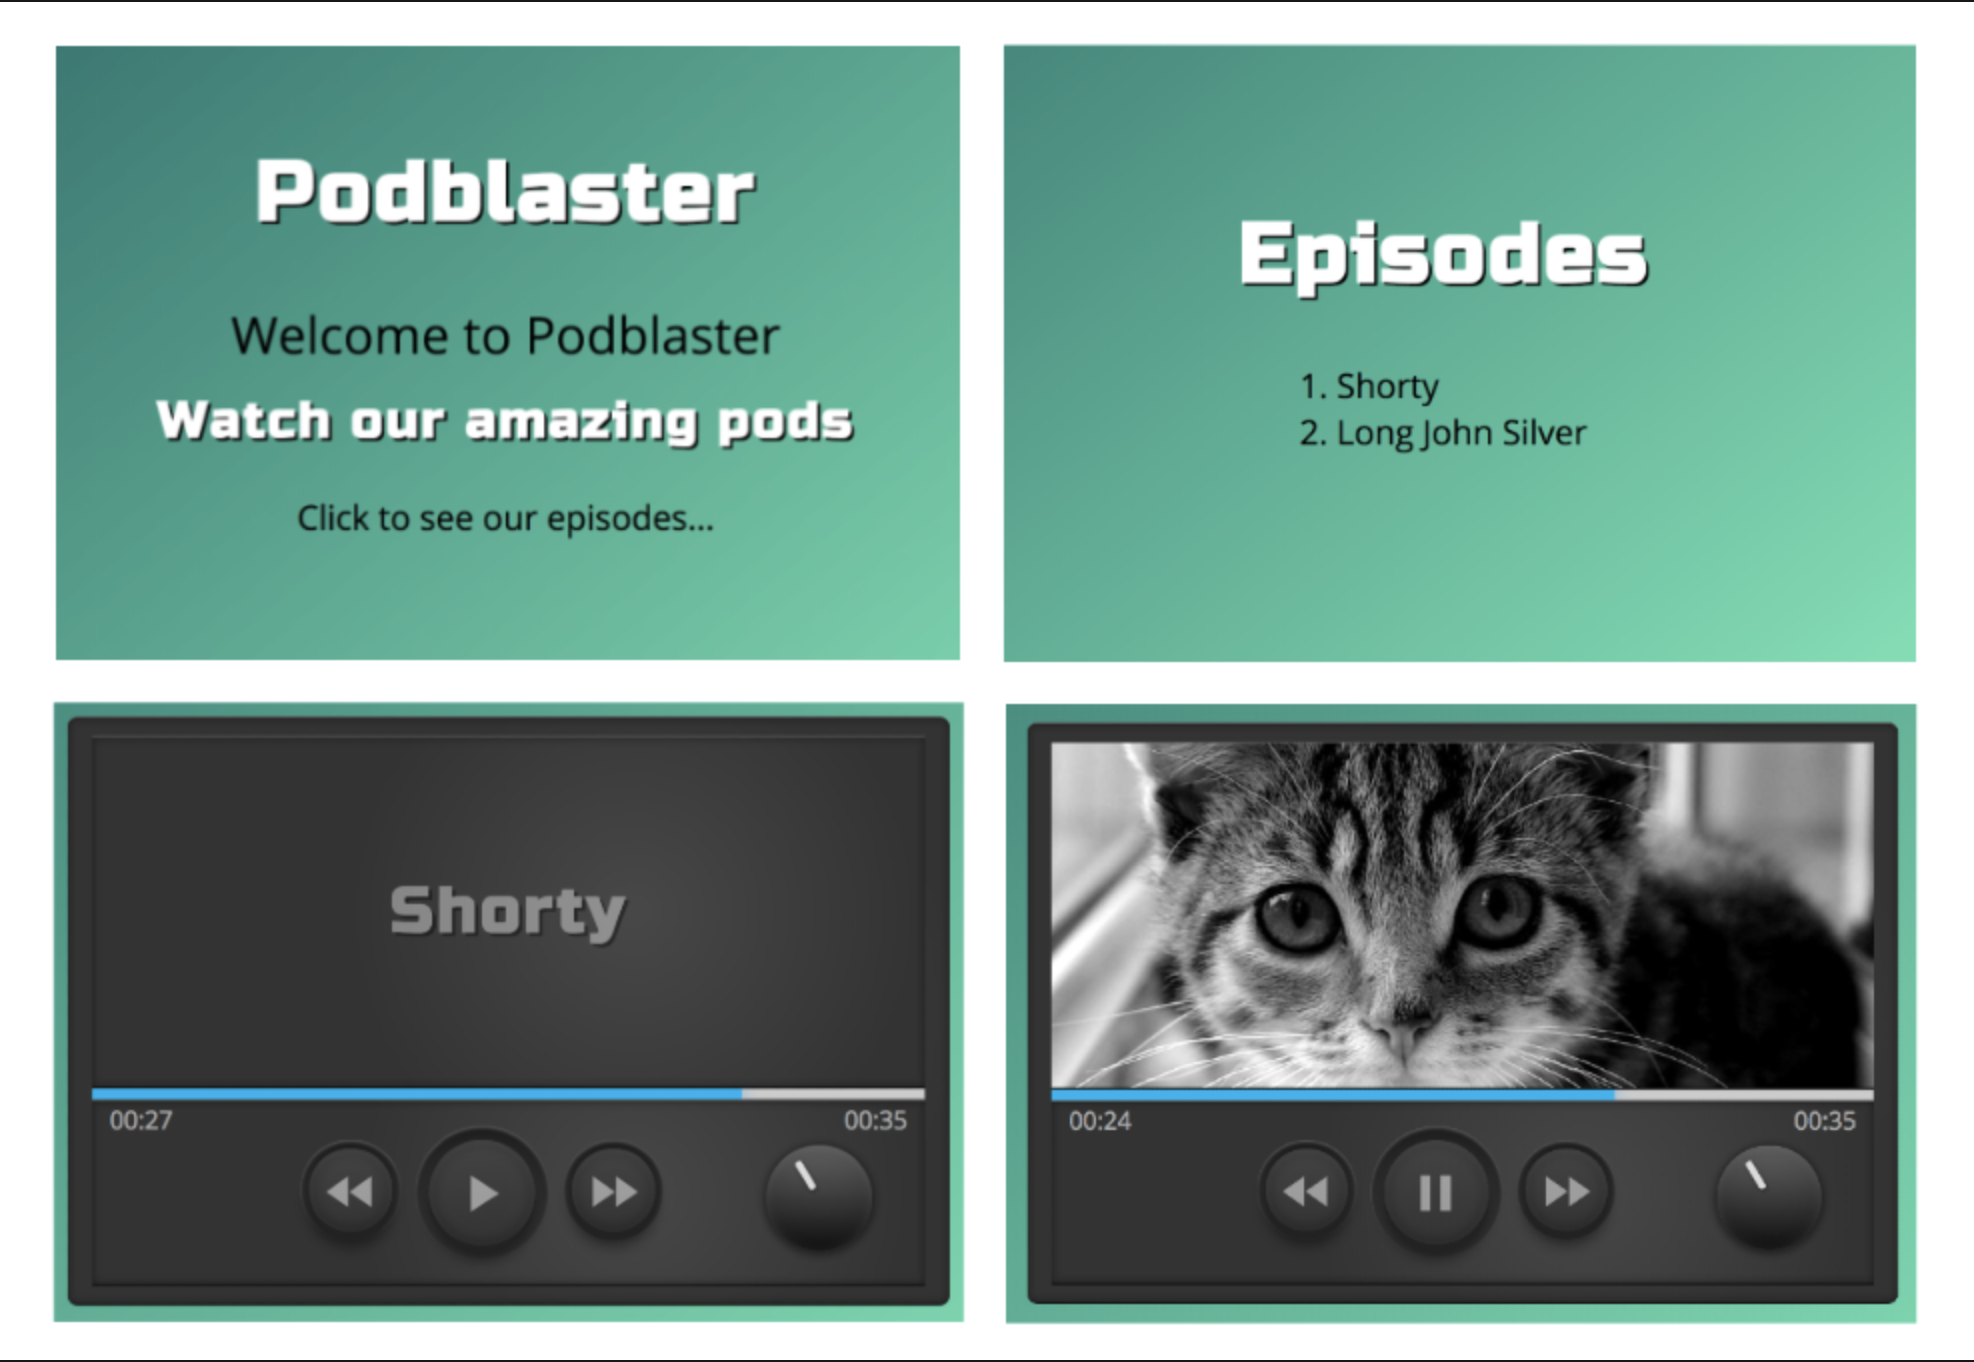 Podblaster
Welcome to Podblaster
Watch our amazing pods
Click to see our episodes...
Episodes
1. Shorty
2. Long John Silver
Shorty
00:27 00:35
00:24 00:35